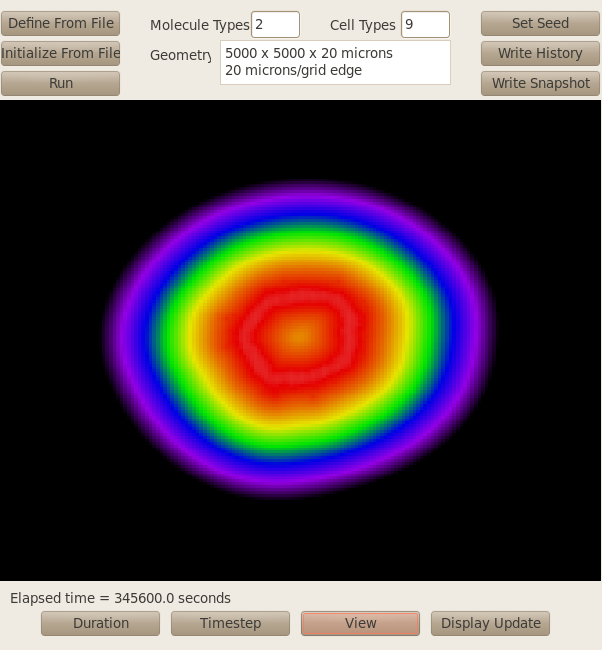 Define From File
Molecule Types 2
Cell Types 9
Set Seed
Initialize From File
Geometry
5000 x 5000 x 20 microns
20 microns/grid edge
Write History
Run
Write Snapshot
Elapsed time = 345600.0 seconds
Duration
Timestep
View
Display Update